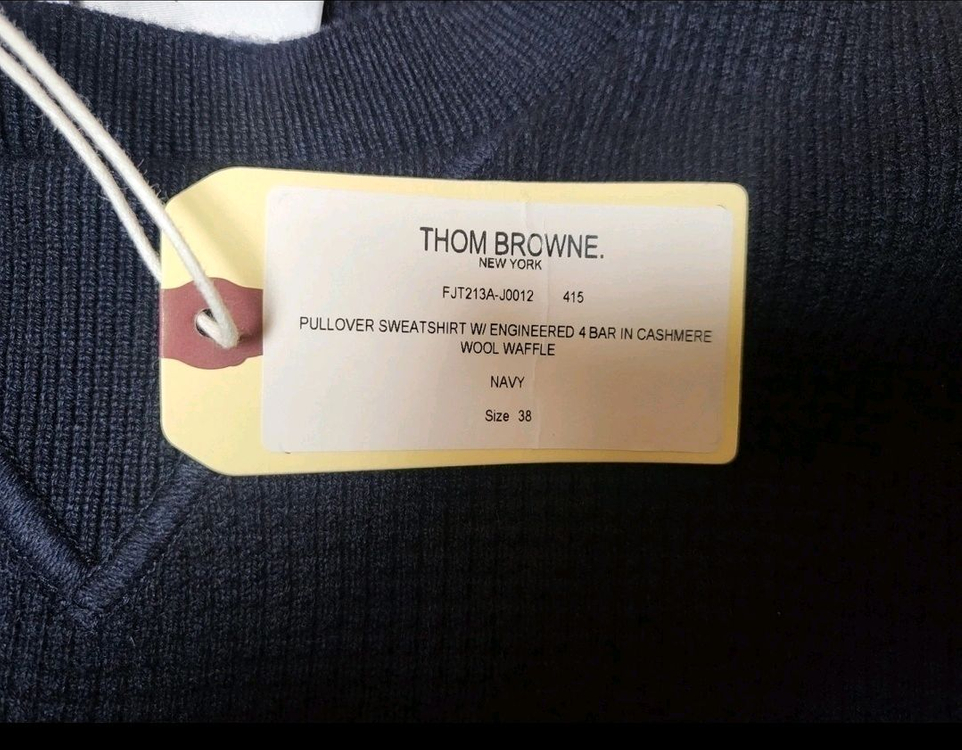 THOM BROWNE.
NEW YORK
FJT213A-J0012 415
PULLOVER SWEATSHIRT W/ ENGINEERED 4 BAR IN CASHMERE
WOOL WAFFLE
NAVY
Size 38